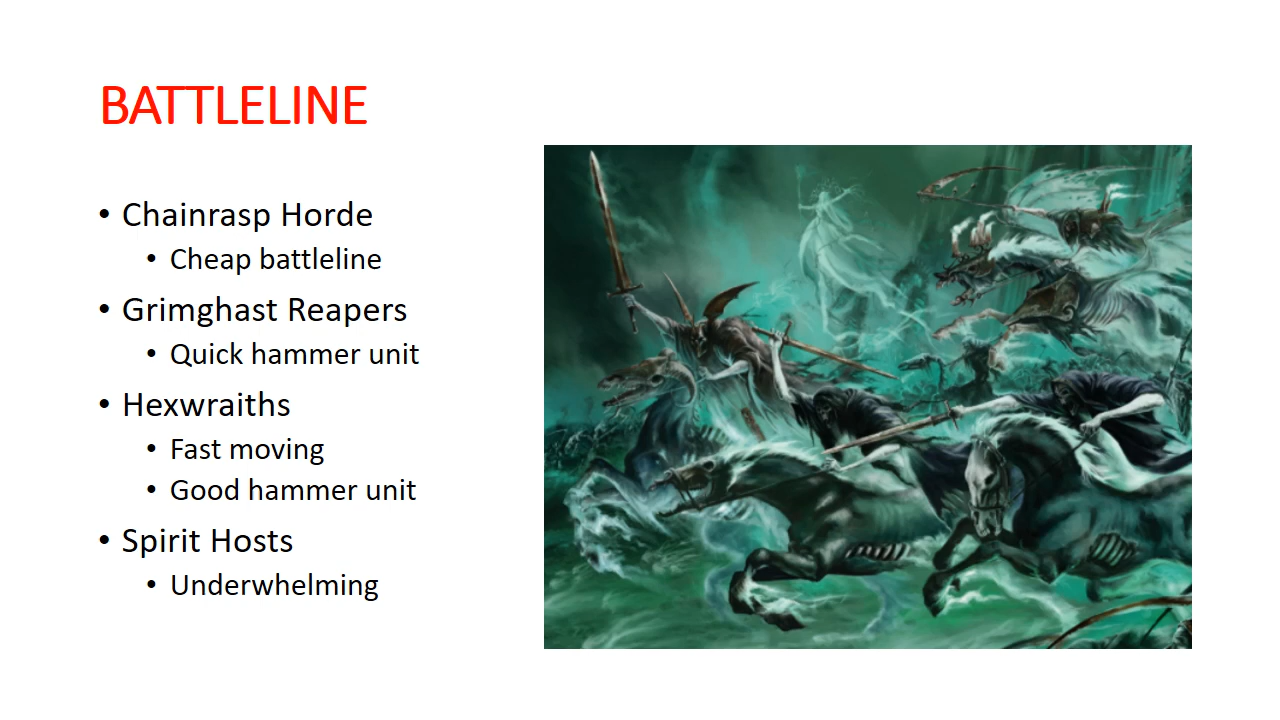 BATTLELINE
• Chainrasp Horde
• Cheap battleline
• Grimghast Reapers
• Quick hammer unit
• Hexwraiths
• Fast moving
• Good hammer unit
• Spirit Hosts
• Underwhelming